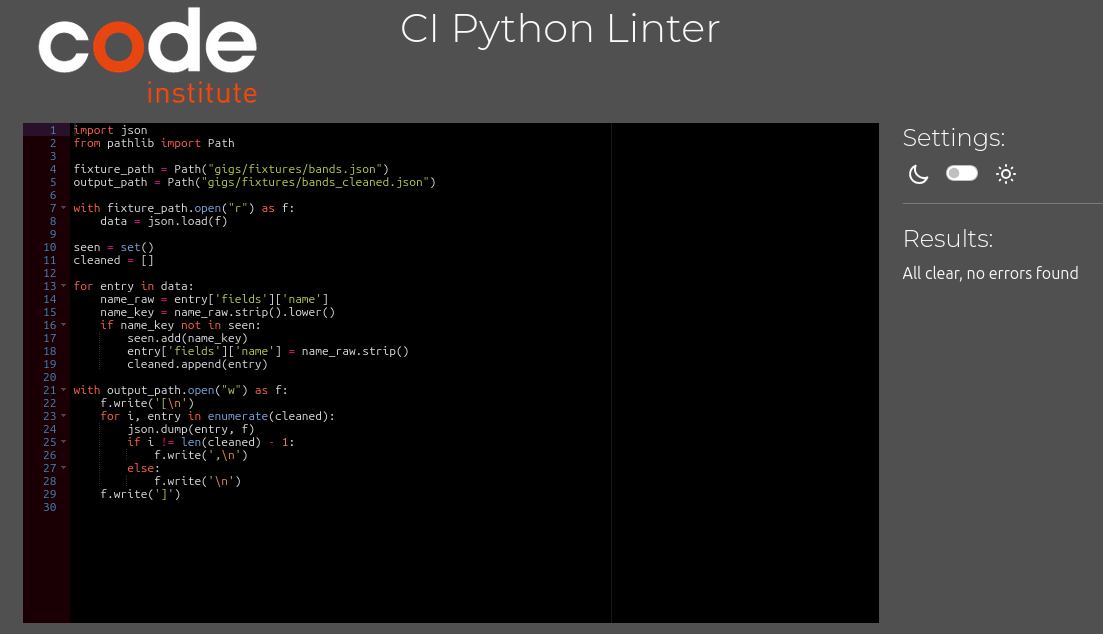 code
institute
CI Python Linter
1 import json
2 from pathlib import Path
3
4 fixture_path = Path("gigs/fixtures/bands.json")
5 output_path = Path("gigs/fixtures/bands_cleaned.json")
6
7 with fixture_path.open("r") as f:
8     data = json.load(f)
9
10 seen = set()
11 cleaned = []
12
13 for entry in data:
14     name_raw = entry['fields']['name']
15     name_key = name_raw.strip().lower()
16     if name_key not in seen:
17         seen.add(name_key)
18         entry['fields']['name'] = name_raw.strip()
19         cleaned.append(entry)
20
21 with output_path.open("w") as f:
22     f.write('[\n')
23     for i, entry in enumerate(cleaned):
24         json.dump(entry, f)
25         if i != len(cleaned) - 1:
26             f.write(',\n')
27         else:
28             f.write('\n')
29     f.write(']')
30
Settings:
Results:
All clear, no errors found